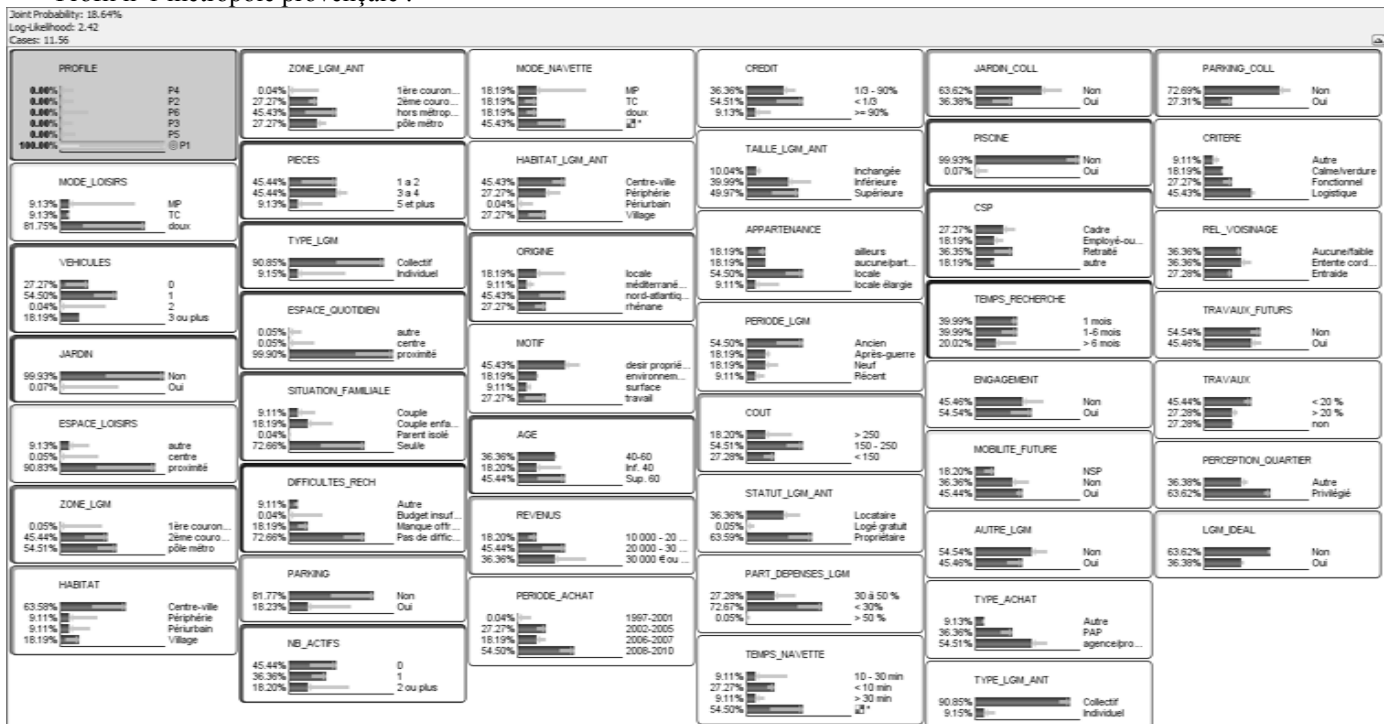 Profil n°1 métropole provençale :
Joint Probability: 18.64%
Log-Likelihood: 2.42
Cases: 11.56
PROFILE
0.00% P4
0.00% P2
0.00% P6
0.00% P3
0.00% P5
100.00% P1
MODE_LOISIRS
9.13% MP
9.13% TC
81.75% doux
VEHICULES
27.27% 0
54.50% 1
0.04% 2
18.19% 3 ou plus
JARDIN
99.93% Non
0.07% Oui
ESPACE_LOISIRS
9.13% autre
0.05% centre
90.83% proximité
ZONE_LGM
0.05% 1ère couron...
45.44% 2ème couro...
54.51% pôle métro
HABITAT
63.58% Centre-ville
9.11% Périphérie
9.11% Périurbain
18.19% Village
ZONE_LGM_ANT
0.04% 1ère couron...
27.27% 2ème couro...
45.43% hors métrop...
27.27% pôle métro
PIECES
45.44% 1 a 2
45.44% 3 a 4
9.13% 5 et plus
TYPE_LGM
90.85% Collectif
9.15% Individuel
ESPACE_QUOTIDIEN
0.05% autre
0.05% centre
99.90% proximité
SITUATION_FAMILIALE
9.11% Couple
18.19% Couple enfa...
0.04% Parent isolé
72.66% Seul/e
DIFFICULTES_RECH
9.11% Autre
0.04% Budget insuf...
18.19% Manque offr...
72.66% Pas de diffic...
PARKING
81.77% Non
18.23% Oui
NB_ACTIFS
45.44% 0
36.36% 1
18.20% 2 ou plus
MODE_NAVETTE
18.19% MP
18.19% TC
18.19% doux
45.43% *
HABITAT_LGM_ANT
45.43% Centre-ville
27.27% Périphérie
0.04% Périurbain
27.27% Village
ORIGINE
18.19% locale
9.11% méditerrané...
45.43% nord-atlantiq...
27.27% rhénane
MOTIF
45.43% desir proprié...
18.19% environnem...
9.11% surface
27.27% travail
AGE
36.36% 40-60
18.20% Inf. 40
45.44% Sup. 60
REVENUS
18.20% 10 000 - 20 ...
45.44% 20 000 - 30 ...
36.36% 30 000 € ou ...
PERIODE_ACHAT
0.04% 1997-2001
27.27% 2002-2005
18.19% 2006-2007
54.50% 2008-2010
CREDIT
36.36% 1/3 - 90%
54.51% < 1/3
9.13% >= 90%
TAILLE_LGM_ANT
10.04% Inchangée
39.99% Inférieure
49.97% Supérieure
APPARTENANCE
18.19% ailleurs
18.19% aucune/part...
54.50% locale
9.11% locale élargie
PERIODE_LGM
54.50% Ancien
18.19% Après-guerre
18.19% Neuf
9.11% Récent
COUT
18.20% > 250
54.51% 150 - 250
27.28% < 150
STATUT_LGM_ANT
36.36% Locataire
0.05% Logé gratuit
63.59% Propriétaire
PART_DEPENSES_LGM
27.28% 30 à 50 %
72.67% < 30%
0.05% > 50 %
TEMPS_NAVETTE
9.11% 10 - 30 min
27.27% < 10 min
9.11% > 30 min
54.50% *
JARDIN_COLL
63.62% Non
36.38% Oui
PISCINE
99.93% Non
0.07% Oui
CSP
27.27% Cadre
18.19% Employé-ou...
36.35% Retraité
18.19% autre
TEMPS_RECHERCHE
39.99% 1 mois
39.99% 1-6 mois
20.02% > 6 mois
ENGAGEMENT
45.46% Non
54.54% Oui
MOBILITE_FUTURE
18.20% NSP
36.36% Non
45.44% Oui
AUTRE_LGM
54.54% Non
45.46% Oui
TYPE_ACHAT
9.13% Autre
36.36% PAP
54.51% agence/pro...
TYPE_LGM_ANT
90.85% Collectif
9.15% Individuel
PARKING_COLL
72.69% Non
27.31% Oui
CRITERE
9.11% Autre
18.19% Calme/verdure
27.27% Fonctionnel
45.43% Logistique
REL_VOISINAGE
36.36% Aucune/faible
36.36% Entente cord...
27.28% Entraide
TRAVAUX_FUTURS
54.54% Non
45.46% Oui
TRAVAUX
45.44% < 20 %
27.28% > 20 %
27.28% non
PERCEPTION_QUARTIER
36.38% Autre
63.62% Privilégié
LGM_IDEAL
63.62% Non
36.38% Oui